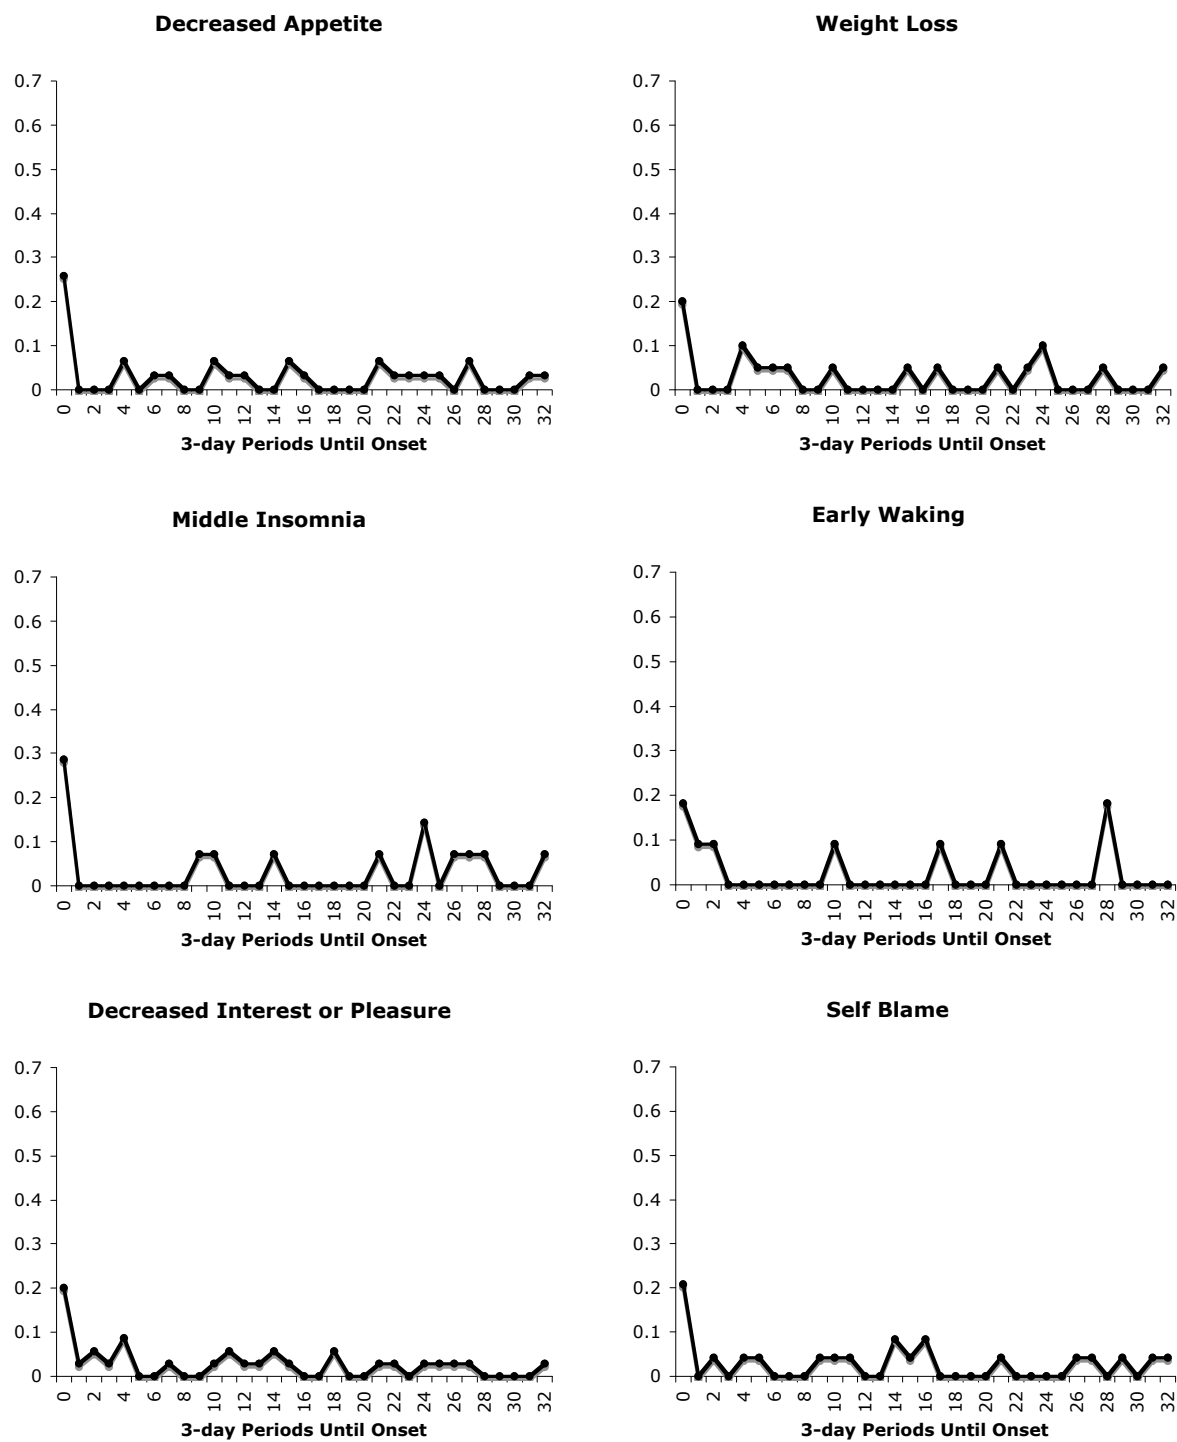 Decreased Appetite
0.7
0.6
0.5
0.4
0.3
0.2
0.1
0
0 2 4 6 8 10 12 14 16 18 20 22 24 26 28 30 32
3-day Periods Until Onset
Weight Loss
0.7
0.6
0.5
0.4
0.3
0.2
0.1
0
0 2 4 6 8 10 12 14 16 18 20 22 24 26 28 30 32
3-day Periods Until Onset
Middle Insomnia
0.7
0.6
0.5
0.4
0.3
0.2
0.1
0
0 2 4 6 8 10 12 14 16 18 20 22 24 26 28 30 32
3-day Periods Until Onset
Early Waking
0.7
0.6
0.5
0.4
0.3
0.2
0.1
0
0 2 4 6 8 10 12 14 16 18 20 22 24 26 28 30 32
3-day Periods Until Onset
Decreased Interest or Pleasure
0.7
0.6
0.5
0.4
0.3
0.2
0.1
0
0 2 4 6 8 10 12 14 16 18 20 22 24 26 28 30 32
3-day Periods Until Onset
Self Blame
0.7
0.6
0.5
0.4
0.3
0.2
0.1
0
0 2 4 6 8 10 12 14 16 18 20 22 24 26 28 30 32
3-day Periods Until Onset